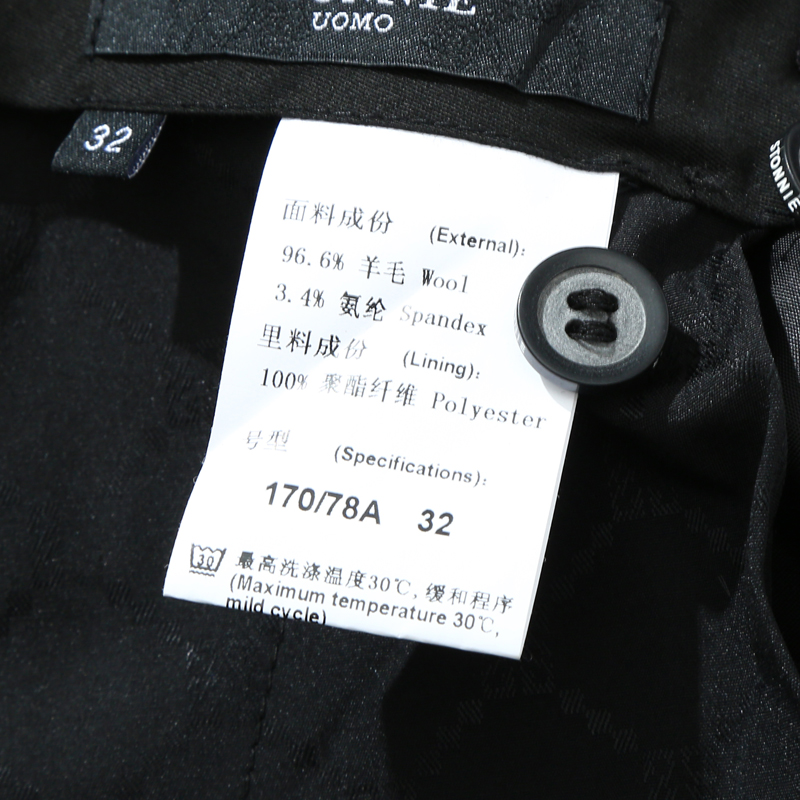 UOMO
32
STONNIE
面料成份 (External):
96.6% 羊毛 Wool
3.4% 氨纶 Spandex
里料成份 (Lining):
100% 聚酯纤维 Polyester
号型 (Specifications):
170/78A 32
30 最高洗涤温度30℃, 缓和程序
(Maximum temperature 30℃,
mild cycle)